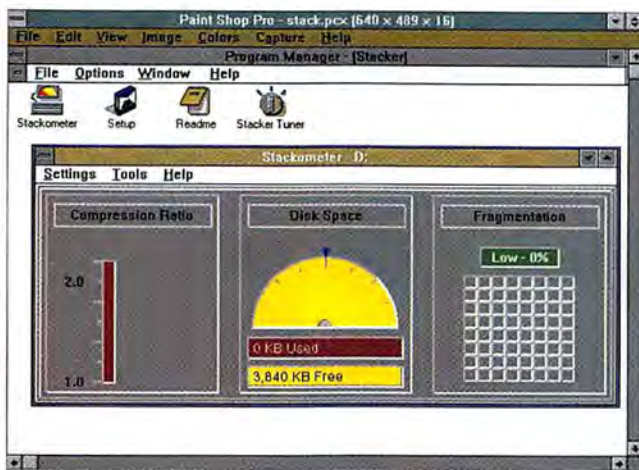 Paint Shop Pro - stack.pcx (640 × 489 × 16)
File Edit View Image Colors Capture Help
Program Manager - [Stacker]
File Options Window Help
Stackometer Setup Readme Stacker Tuner
Stackometer - D:
Settings Tools Help
Compression Ratio Disk Space Fragmentation
Low - 0%
2.0
0 KB Used
3,840 KB Free
1.0